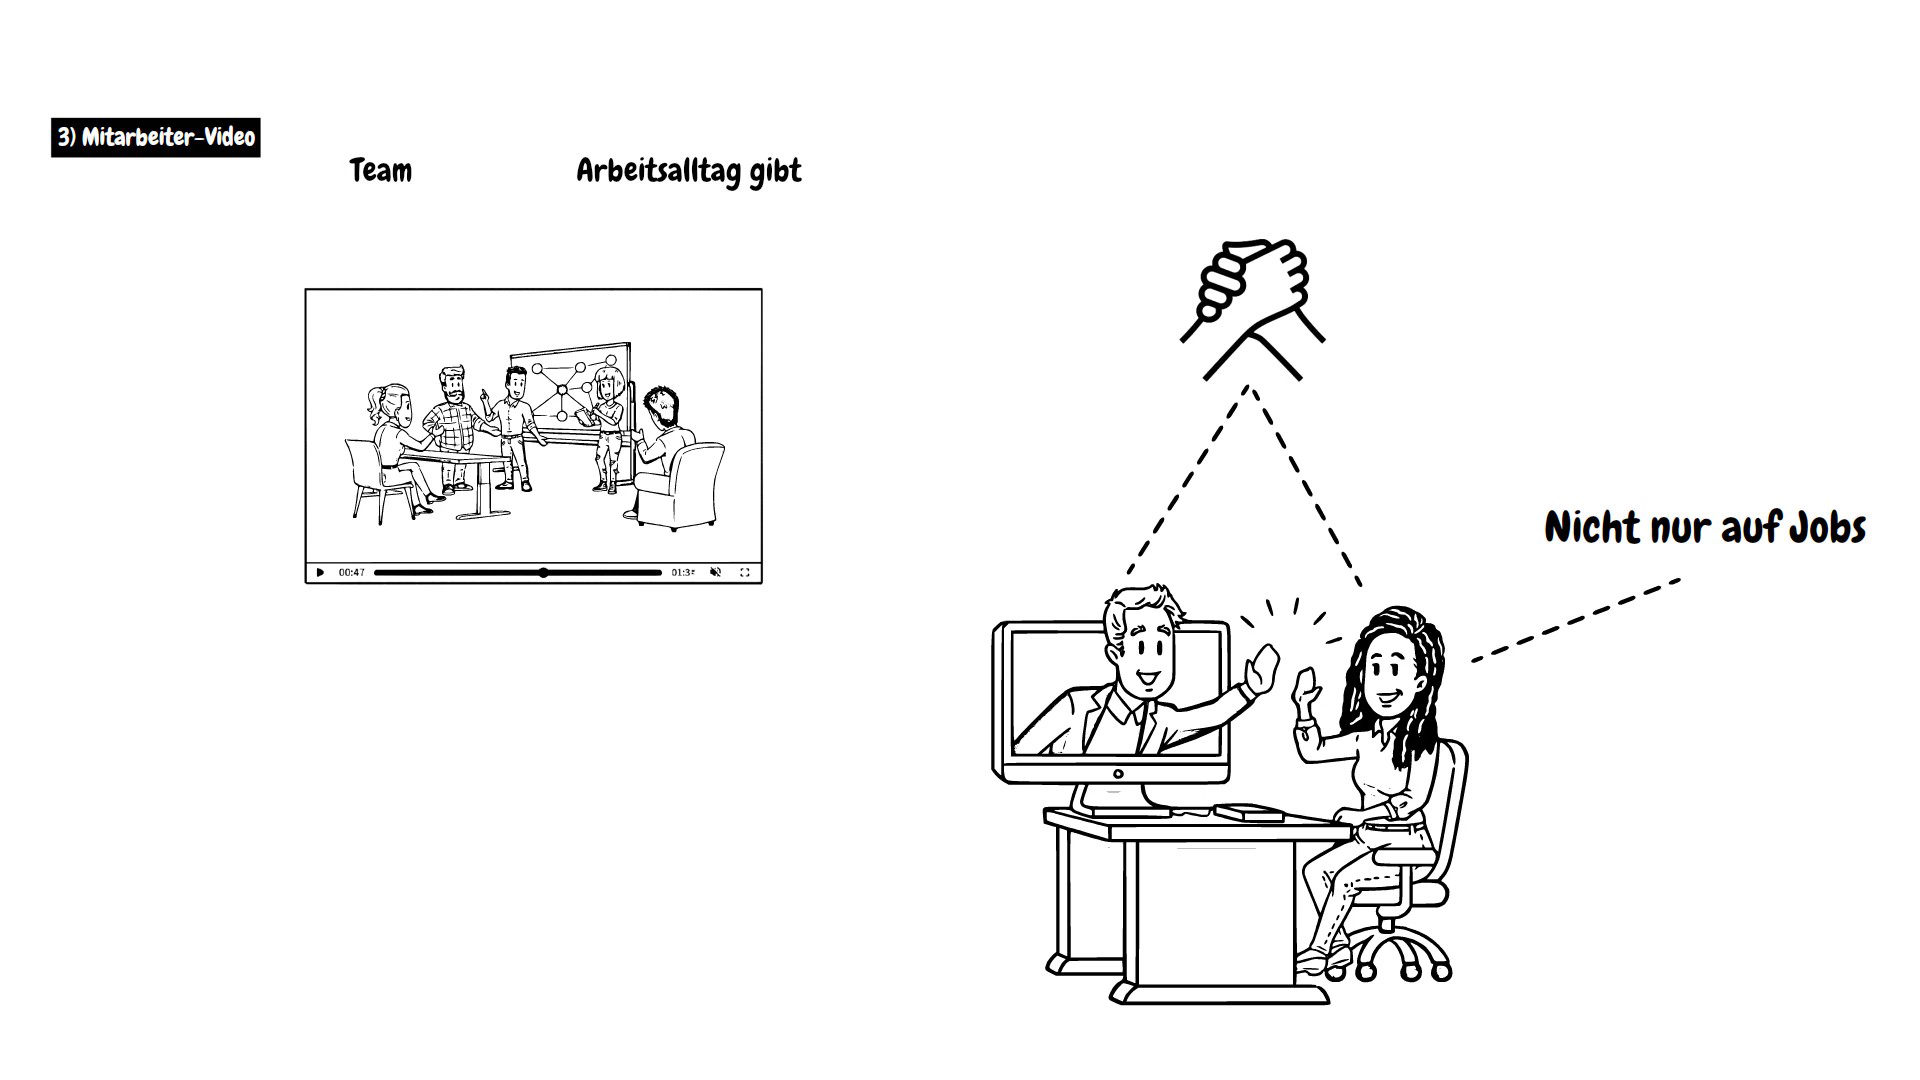 3) Mitarbeiter-Video
Team
Arbeitsalltag gibt
00:47
Nicht nur auf Jobs